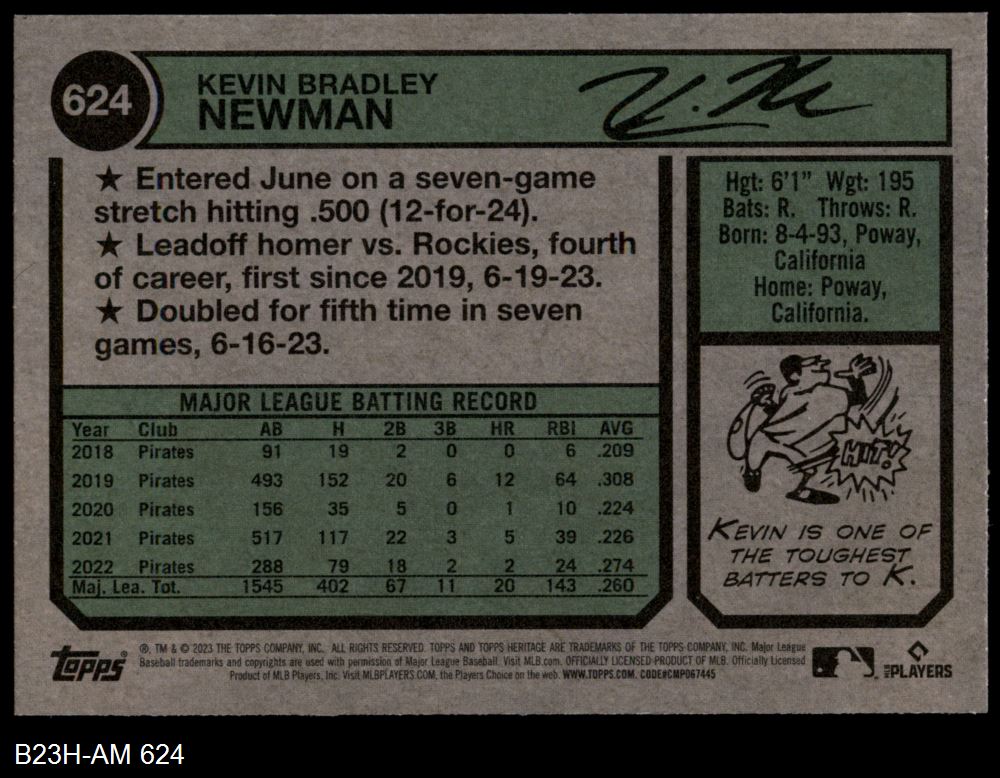 624
KEVIN BRADLEY
NEWMAN
★ Entered June on a seven-game
stretch hitting .500 (12-for-24).
★ Leadoff homer vs. Rockies, fourth
of career, first since 2019, 6-19-23.
★ Doubled for fifth time in seven
games, 6-16-23.
Hgt: 6'1" Wgt: 195
Bats: R. Throws: R.
Born: 8-4-93, Poway,
California
Home: Poway,
California.
MAJOR LEAGUE BATTING RECORD
Year Club AB H 2B 3B HR RBI AVG
2018 Pirates 91 19 2 0 0 6 .209
2019 Pirates 493 152 20 6 12 64 .308
2020 Pirates 156 35 5 0 1 10 .224
2021 Pirates 517 117 22 3 5 39 .226
2022 Pirates 288 79 18 2 2 24 .274
Maj. Lea. Tot. 1545 402 67 11 20 143 .260
HIT!
KEVIN IS ONE OF
THE TOUGHEST
BATTERS TO K.
topps
®, TM & © 2023 THE TOPPS COMPANY, INC. ALL RIGHTS RESERVED. TOPPS AND TOPPS HERITAGE ARE TRADEMARKS OF THE TOPPS COMPANY, INC. Major League
Baseball trademarks and copyrights are used with permission of Major League Baseball. Visit MLB.com. OFFICIALLY LICENSED PRODUCT OF MLB. Officially Licensed
Product of MLB Players, Inc. Visit MLBPLAYERS.COM, the Players Choice on the web. WWW.TOPPS.COM. CODE#CMP067445
MLB PLAYERS
B23H-AM 624